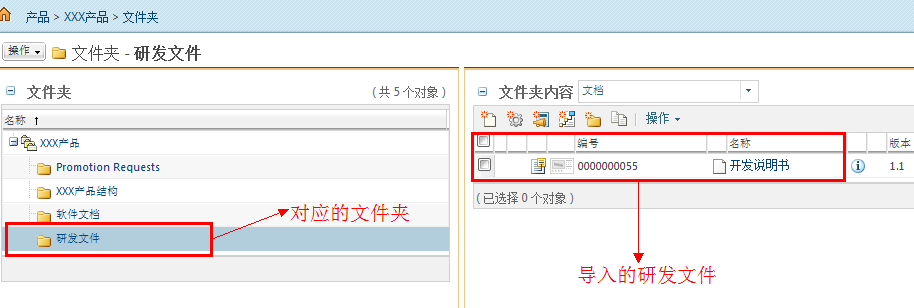 产品 > XXX产品 > 文件夹
操作 文件夹 - 研发文件
文件夹 (共 5 个对象)
名称 ↑
XXX产品
Promotion Requests
XXX产品结构
软件文档
研发文件
对应的文件夹
文件夹内容 文档
操作
编号 名称 版本
0000000055 开发说明书 1.1
(已选择 0 个对象)
导入的研发文件